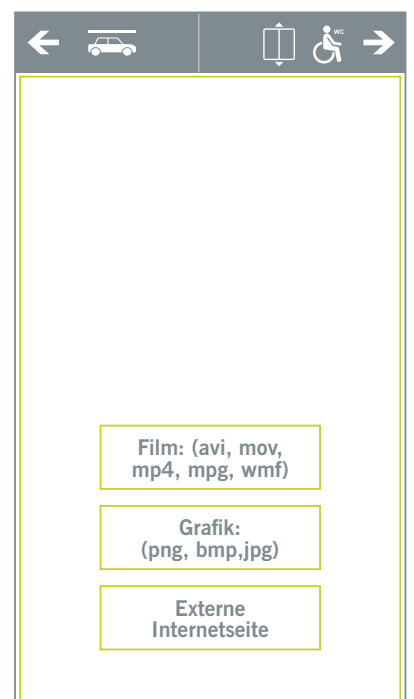 WC
Film: (avi, mov,
mp4, mpg, wmf)
Grafik:
(png, bmp,jpg)
Externe
Internetseite